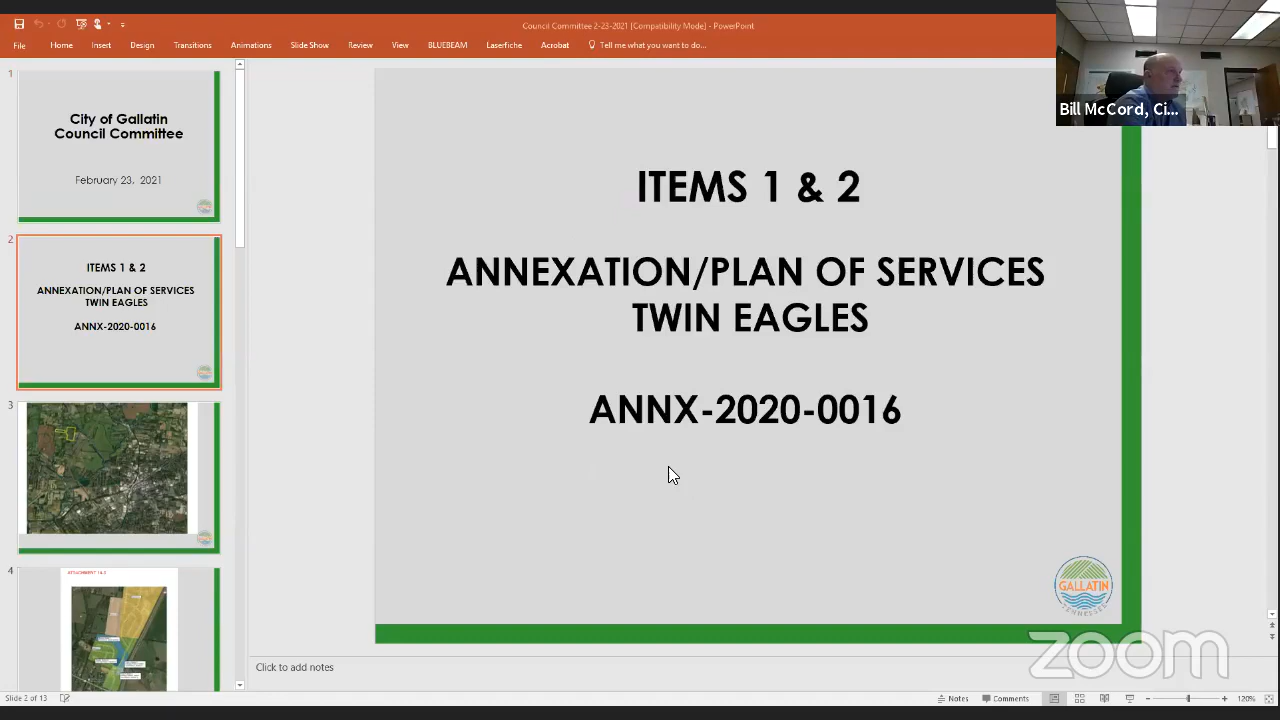 Council Committee 2-23-2021 [Compatibility Mode] - PowerPoint
File Home Insert Design Transitions Animations Slide Show Review View BLUEBEAM Laserfiche Acrobat Tell me what you want to do...
Bill McCord, Ci...
1
City of Gallatin
Council Committee
February 23, 2021
2
ITEMS 1 & 2
ANNEXATION/PLAN OF SERVICES
TWIN EAGLES
ANNX-2020-0016
3
4
ATTACHMENT 1&2
ITEMS 1 & 2
ANNEXATION/PLAN OF SERVICES
TWIN EAGLES
ANNX-2020-0016
GALLATIN
TENNESSEE
zoom
Click to add notes
Slide 2 of 13
Notes
Comments
120%